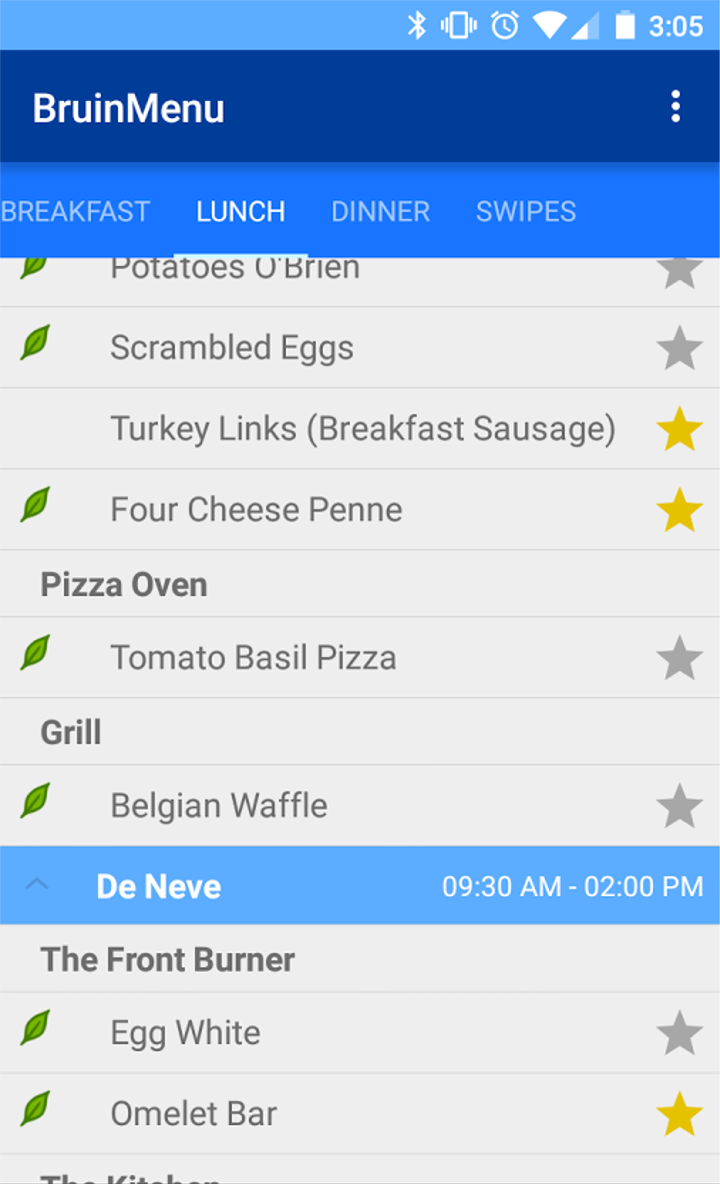 3:05
BruinMenu
BREAKFAST LUNCH DINNER SWIPES
Potatoes O'Brien
Scrambled Eggs
Turkey Links (Breakfast Sausage)
Four Cheese Penne
Pizza Oven
Tomato Basil Pizza
Grill
Belgian Waffle
De Neve 09:30 AM - 02:00 PM
The Front Burner
Egg White
Omelet Bar
The Kitchen